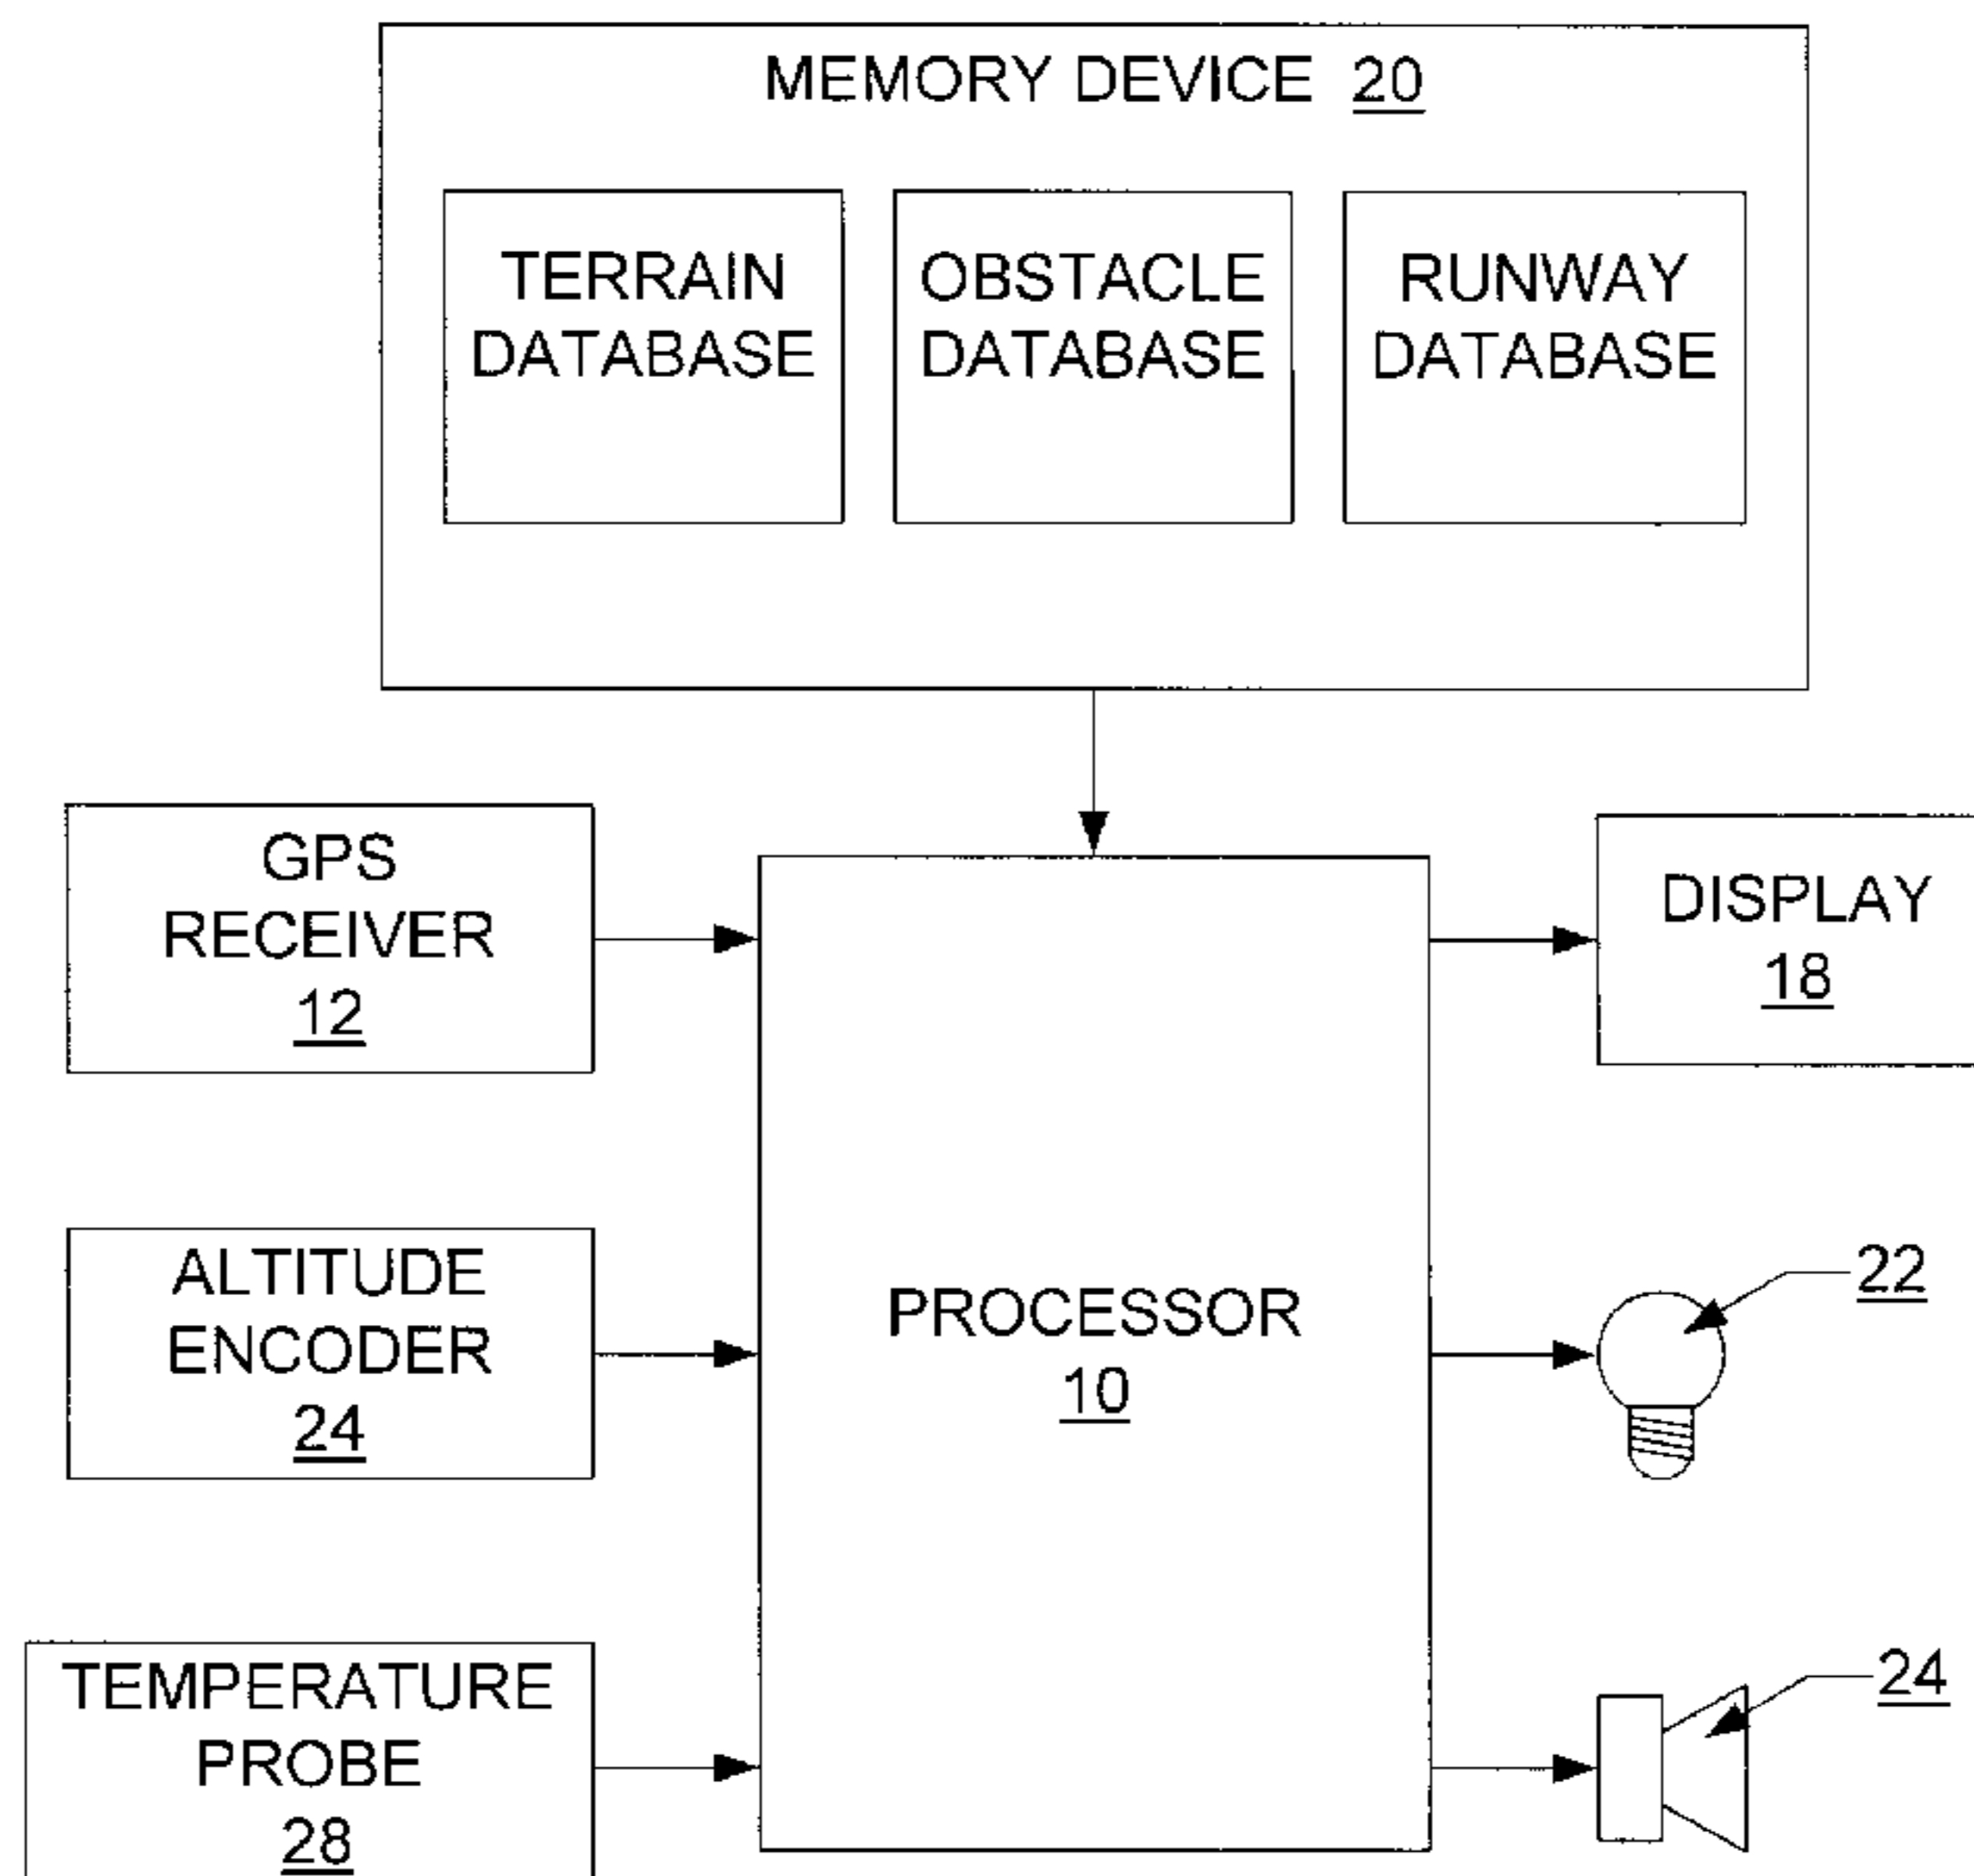 MEMORY DEVICE 20
TERRAIN
DATABASE
OBSTACLE
DATABASE
RUNWAY
DATABASE
GPS
RECEIVER
12
DISPLAY
18
ALTITUDE
ENCODER
24
PROCESSOR
10
22
TEMPERATURE
PROBE
28
24